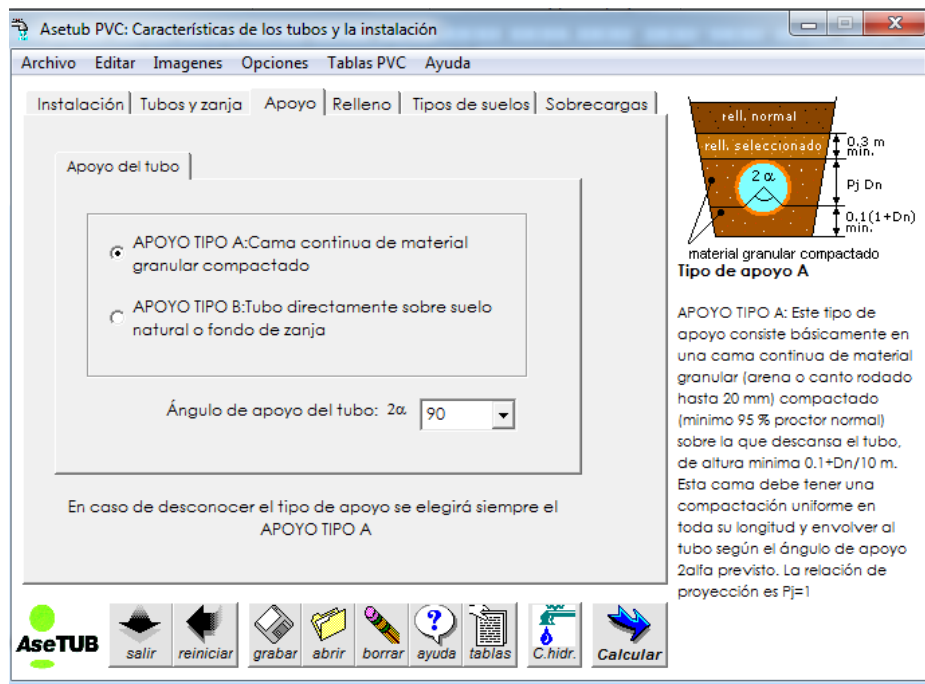 Asetub PVC: Características de los tubos y la instalación
Archivo Editar Imagenes Opciones Tablas PVC Ayuda
Instalación Tubos y zanja Apoyo Relleno Tipos de suelos Sobrecargas
Apoyo del tubo
APOYO TIPO A:Cama continua de material
granular compactado
APOYO TIPO B:Tubo directamente sobre suelo
natural o fondo de zanja
Ángulo de apoyo del tubo: 2α 90
En caso de desconocer el tipo de apoyo se elegirá siempre el
APOYO TIPO A
rell. normal
rell. seleccionado
0.3 m
min.
2 α
Pj Dn
0.1(1+Dn)
min.
material granular compactado
Tipo de apoyo A
APOYO TIPO A: Este tipo de
apoyo consiste básicamente en
una cama continua de material
granular (arena o canto rodado
hasta 20 mm) compactado
(minimo 95 % proctor normal)
sobre la que descansa el tubo,
de altura minima 0.1+Dn/10 m.
Esta cama debe tener una
compactación uniforme en
toda su longitud y envolver al
tubo según el ángulo de apoyo
2alfa previsto. La relación de
proyección es Pj=1
AseTUB
salir reiniciar grabar abrir borrar ayuda tablas C.hidr. Calcular